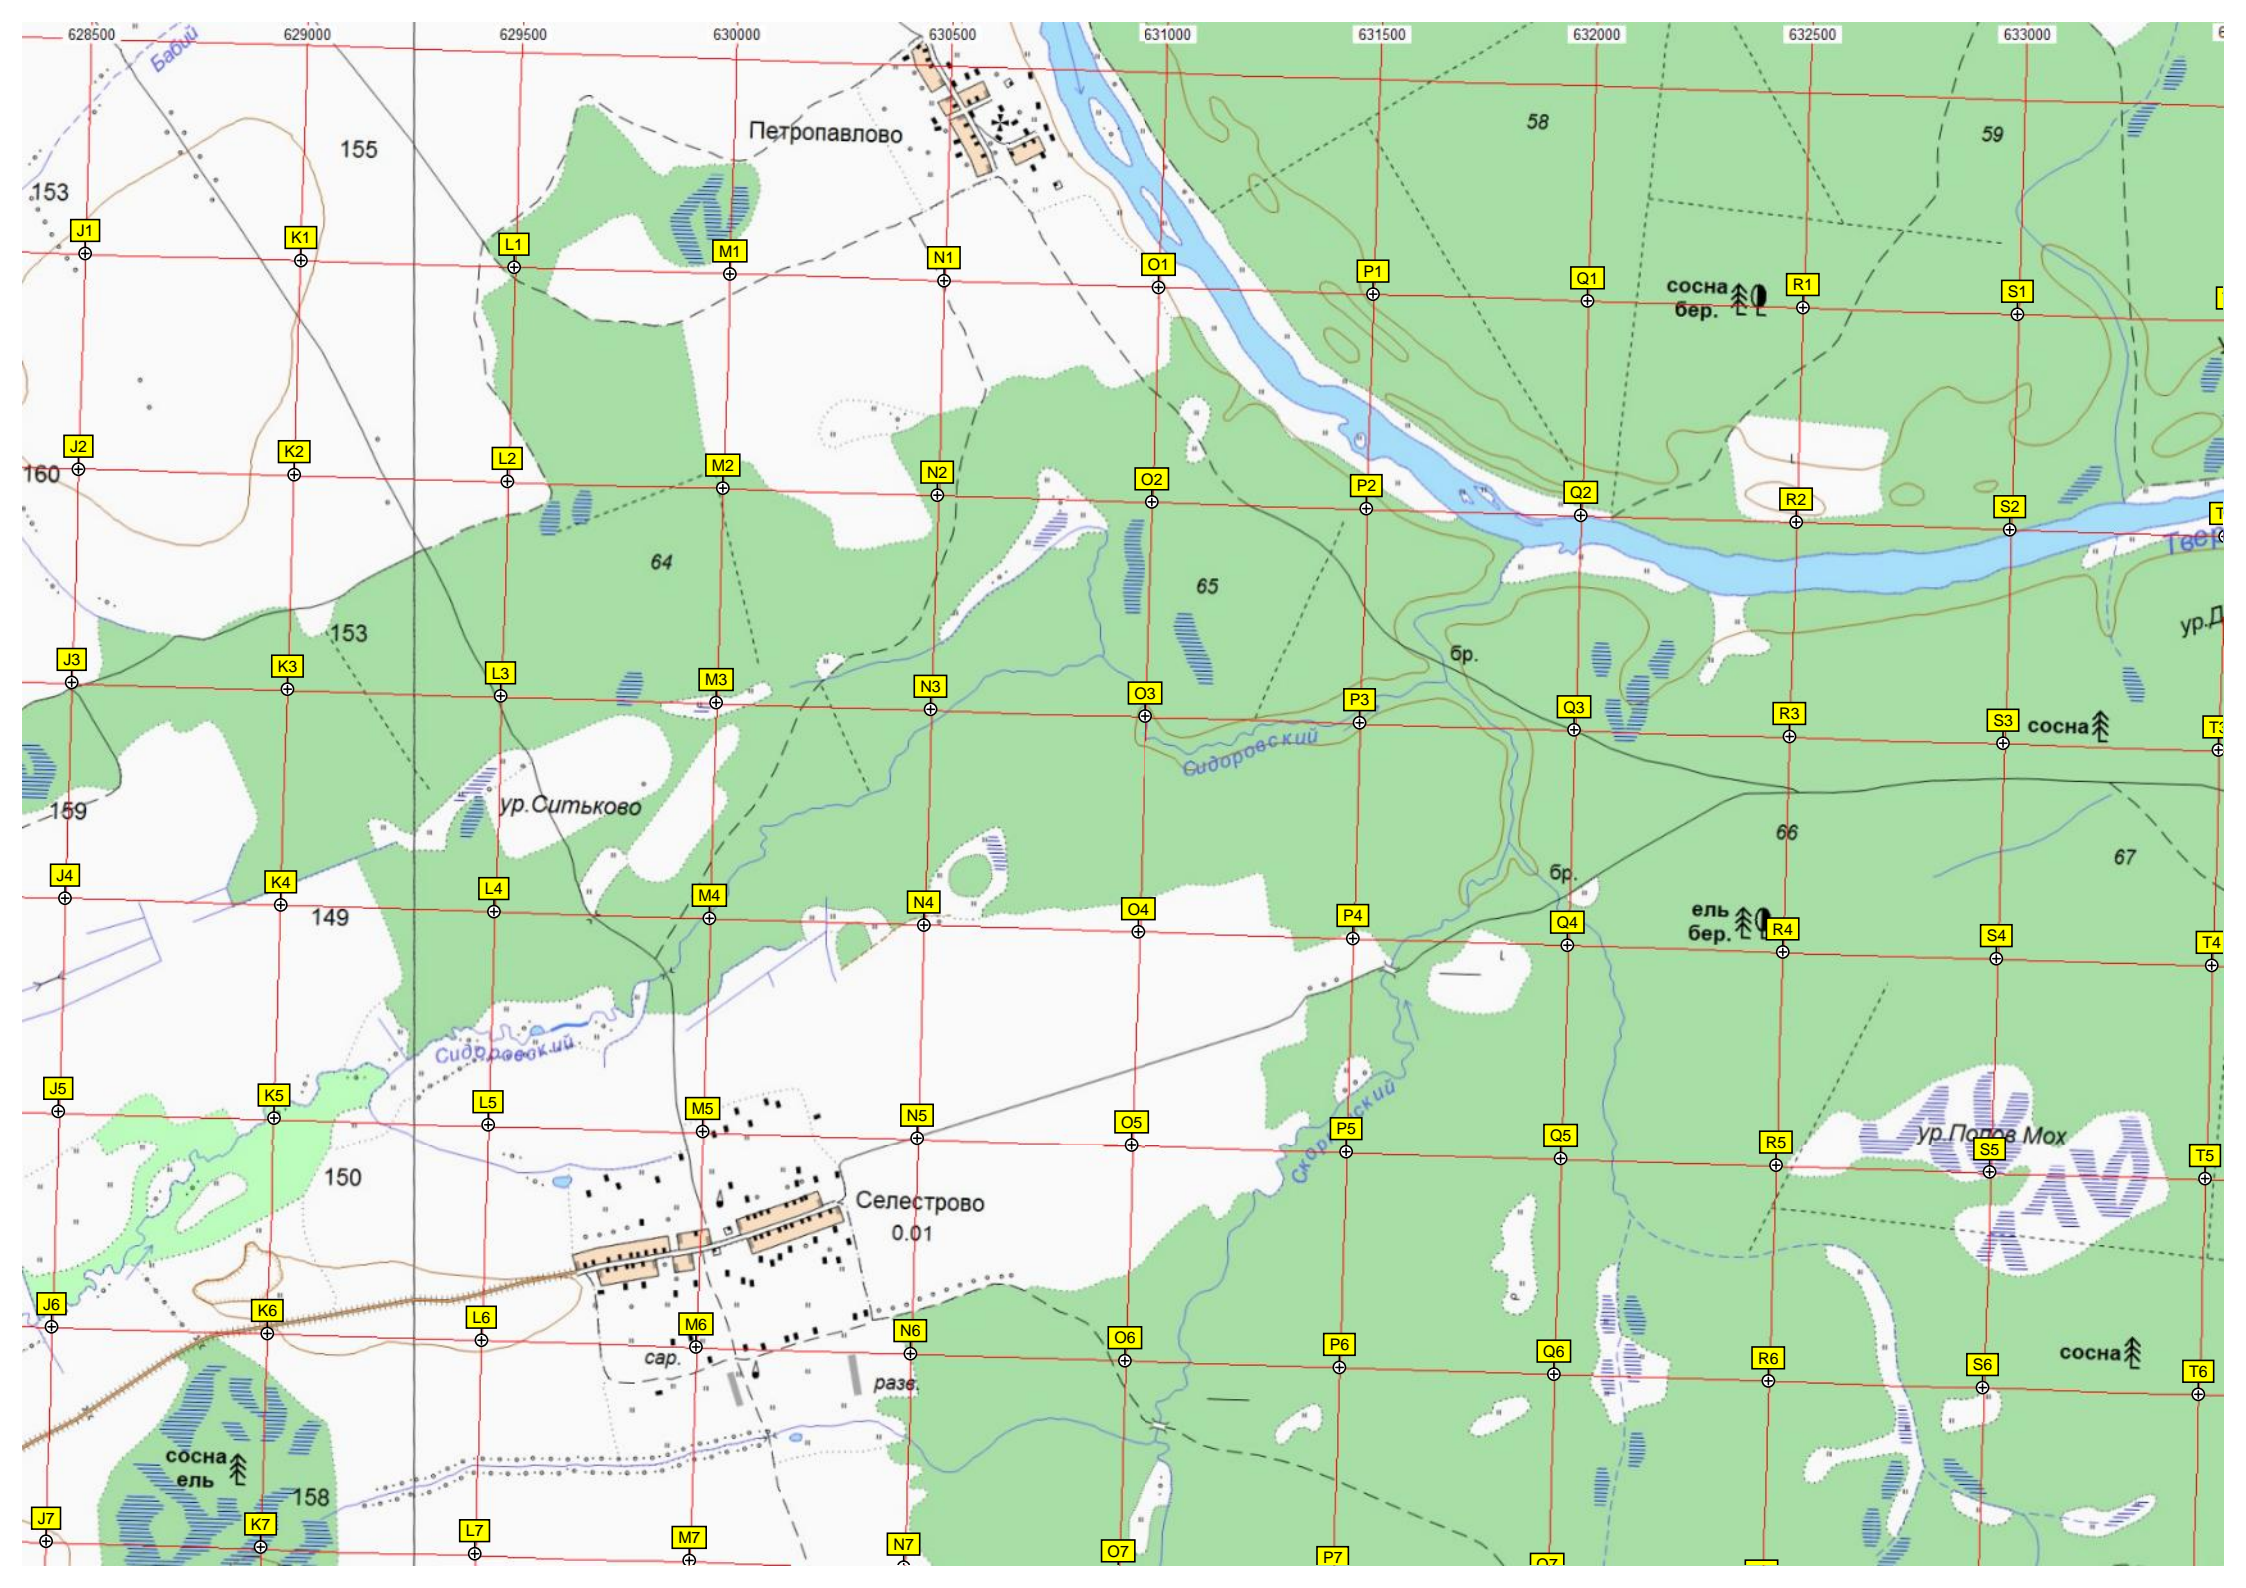 628500 629000 629500 630000 630500 631000 631500 632000 632500 633000
Бабий
155
Петропавлово
58
59
153
J1 K1 L1 M1 N1 O1 P1 Q1 R1 S1
сосна
бер.
J2 K2 L2 M2 N2 O2 P2 Q2 R2 S2
160
64
65
153
бр.
J3 K3 L3 M3 N3 O3 P3 Q3 R3 S3 T3
сосна
Сидоровский
159
ур.Ситьково
66
67
бр.
J4 K4 L4 M4 N4 O4 P4 Q4 R4 S4 T4
149
ель
бер.
Сидоровский
J5 K5 L5 M5 N5 O5 P5 Q5 R5 S5 T5
ур.Попов Мох
150
Селестрово
0.01
J6 K6 L6 M6 N6 O6 P6 Q6 R6 S6 T6
сар.
разв.
сосна
сосна
ель
158
J7 K7 L7 M7 N7 O7 P7 Q7